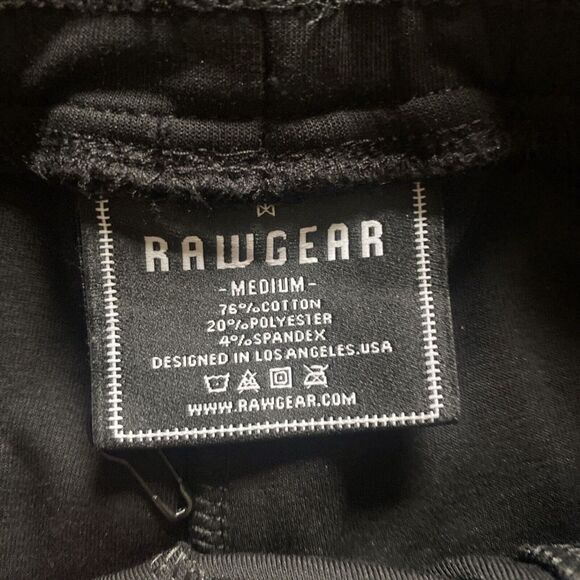 RAWGEAR
-MEDIUM-
76%COTTON
20%POLYESTER
4%SPANDEX
DESIGNED IN LOS ANGELES.USA
WWW.RAWGEAR.COM